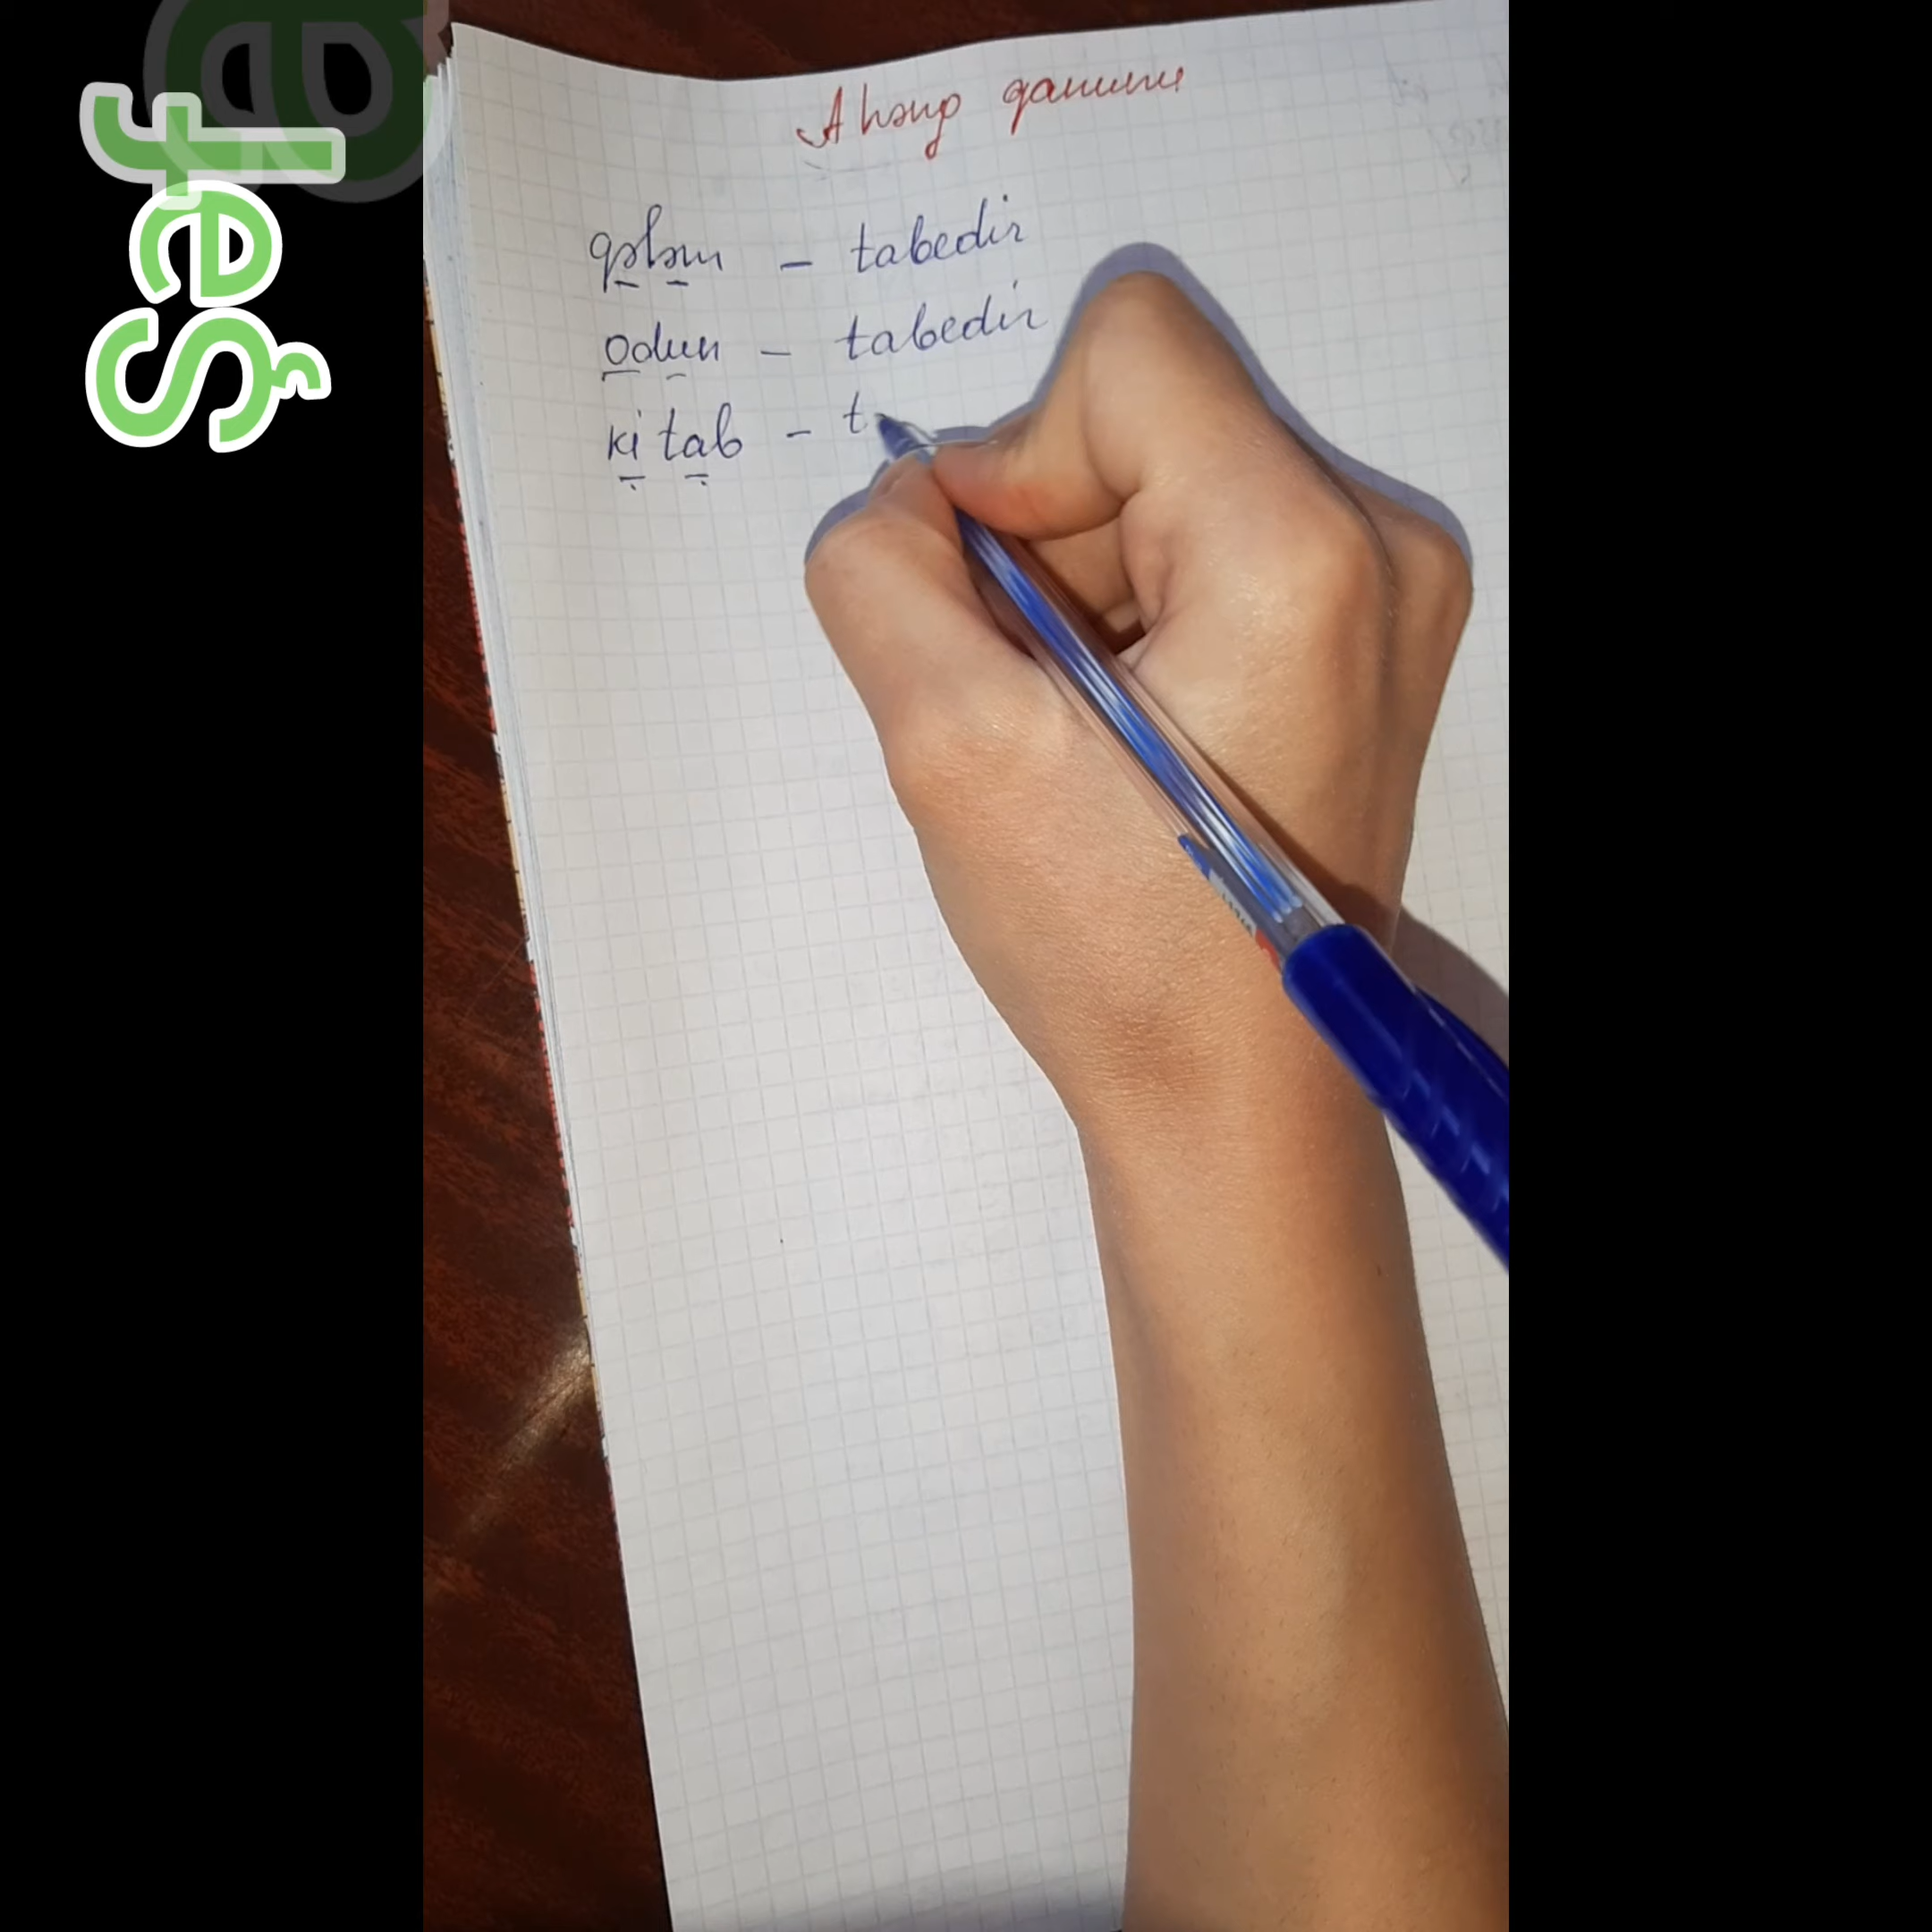 Ahəng qanunu
qələm – tabedir
odun – tabedir
kitab – t